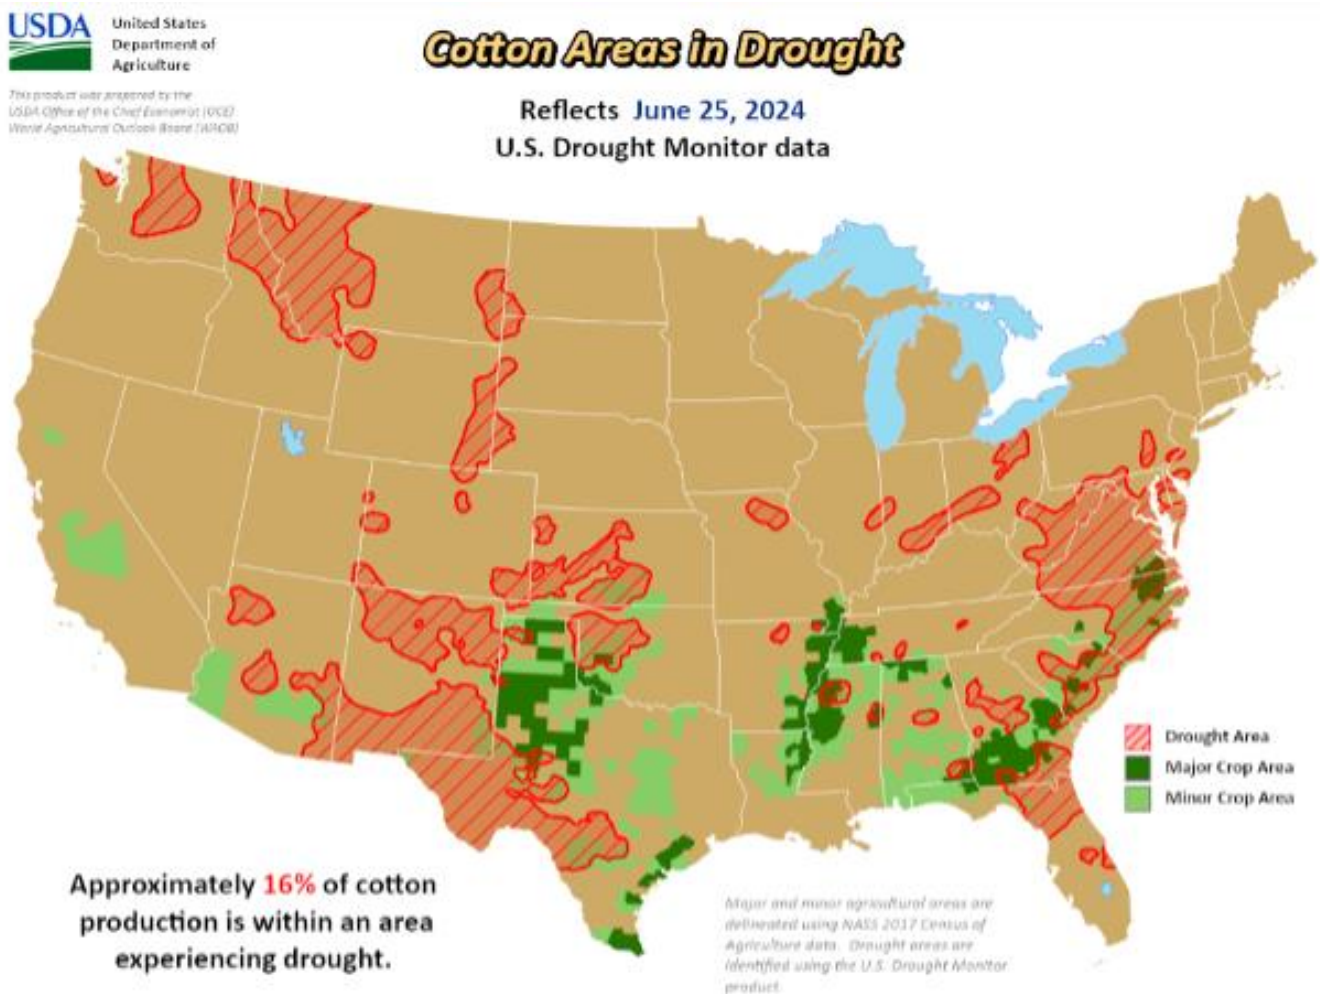 USDA
United States
Department of
Agriculture
This product was prepared by the
USDA Office of the Chief Economist (OCE)
World Agricultural Outlook Board (WAOB)
Cotton Areas in Drought
Reflects June 25, 2024
U.S. Drought Monitor data
Drought Area
Major Crop Area
Minor Crop Area
Approximately 16% of cotton
production is within an area
experiencing drought.
Major and minor agricultural areas are
delineated using NASS 2017 Census of
Agriculture data. Drought areas are
identified using the U.S. Drought Monitor
product.